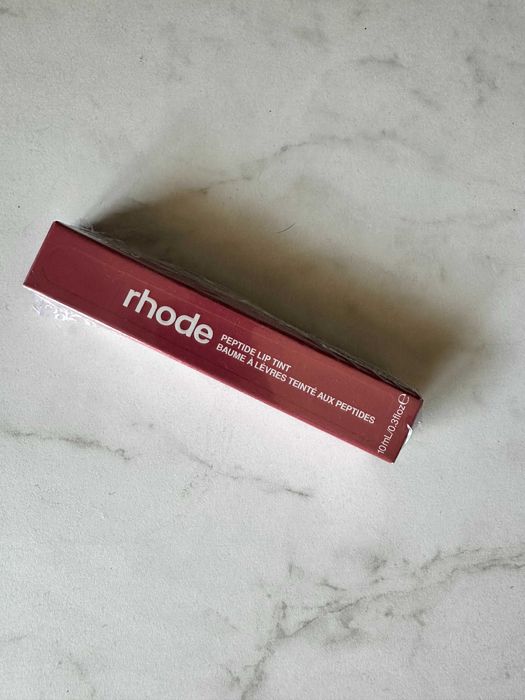 rhode
PEPTIDE LIP TINT
BAUME À LÈVRES TEINTÉ AUX PEPTIDES
10mL/0.3floz℮